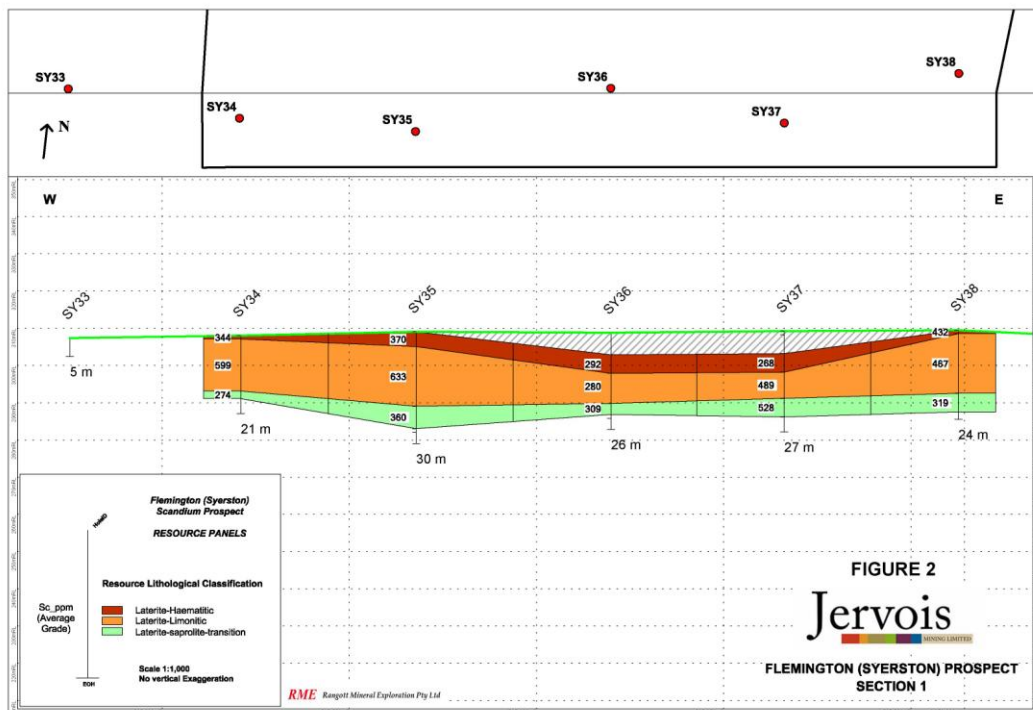 SY33
SY34
SY35
SY36
SY37
SY38
N
W
E
SY33
SY34
SY35
SY36
SY37
SY38
344
370
292
268
432
599
633
280
489
467
274
360
309
528
319
5 m
21 m
30 m
26 m
27 m
24 m
Flemington (Syerston)
Scandium Prospect
RESOURCE PANELS
HoleID
Resource Lithological Classification
Sc_ppm
(Average
Grade)
Laterite-Haematitic
Laterite-Limonitic
Laterite-saprolite-transition
Scale 1:1,000
No vertical Exaggeration
EOH
RME Rangott Mineral Exploration Pty Ltd
FIGURE 2
Jervois
MINING LIMITED
FLEMINGTON (SYERSTON) PROSPECT
SECTION 1